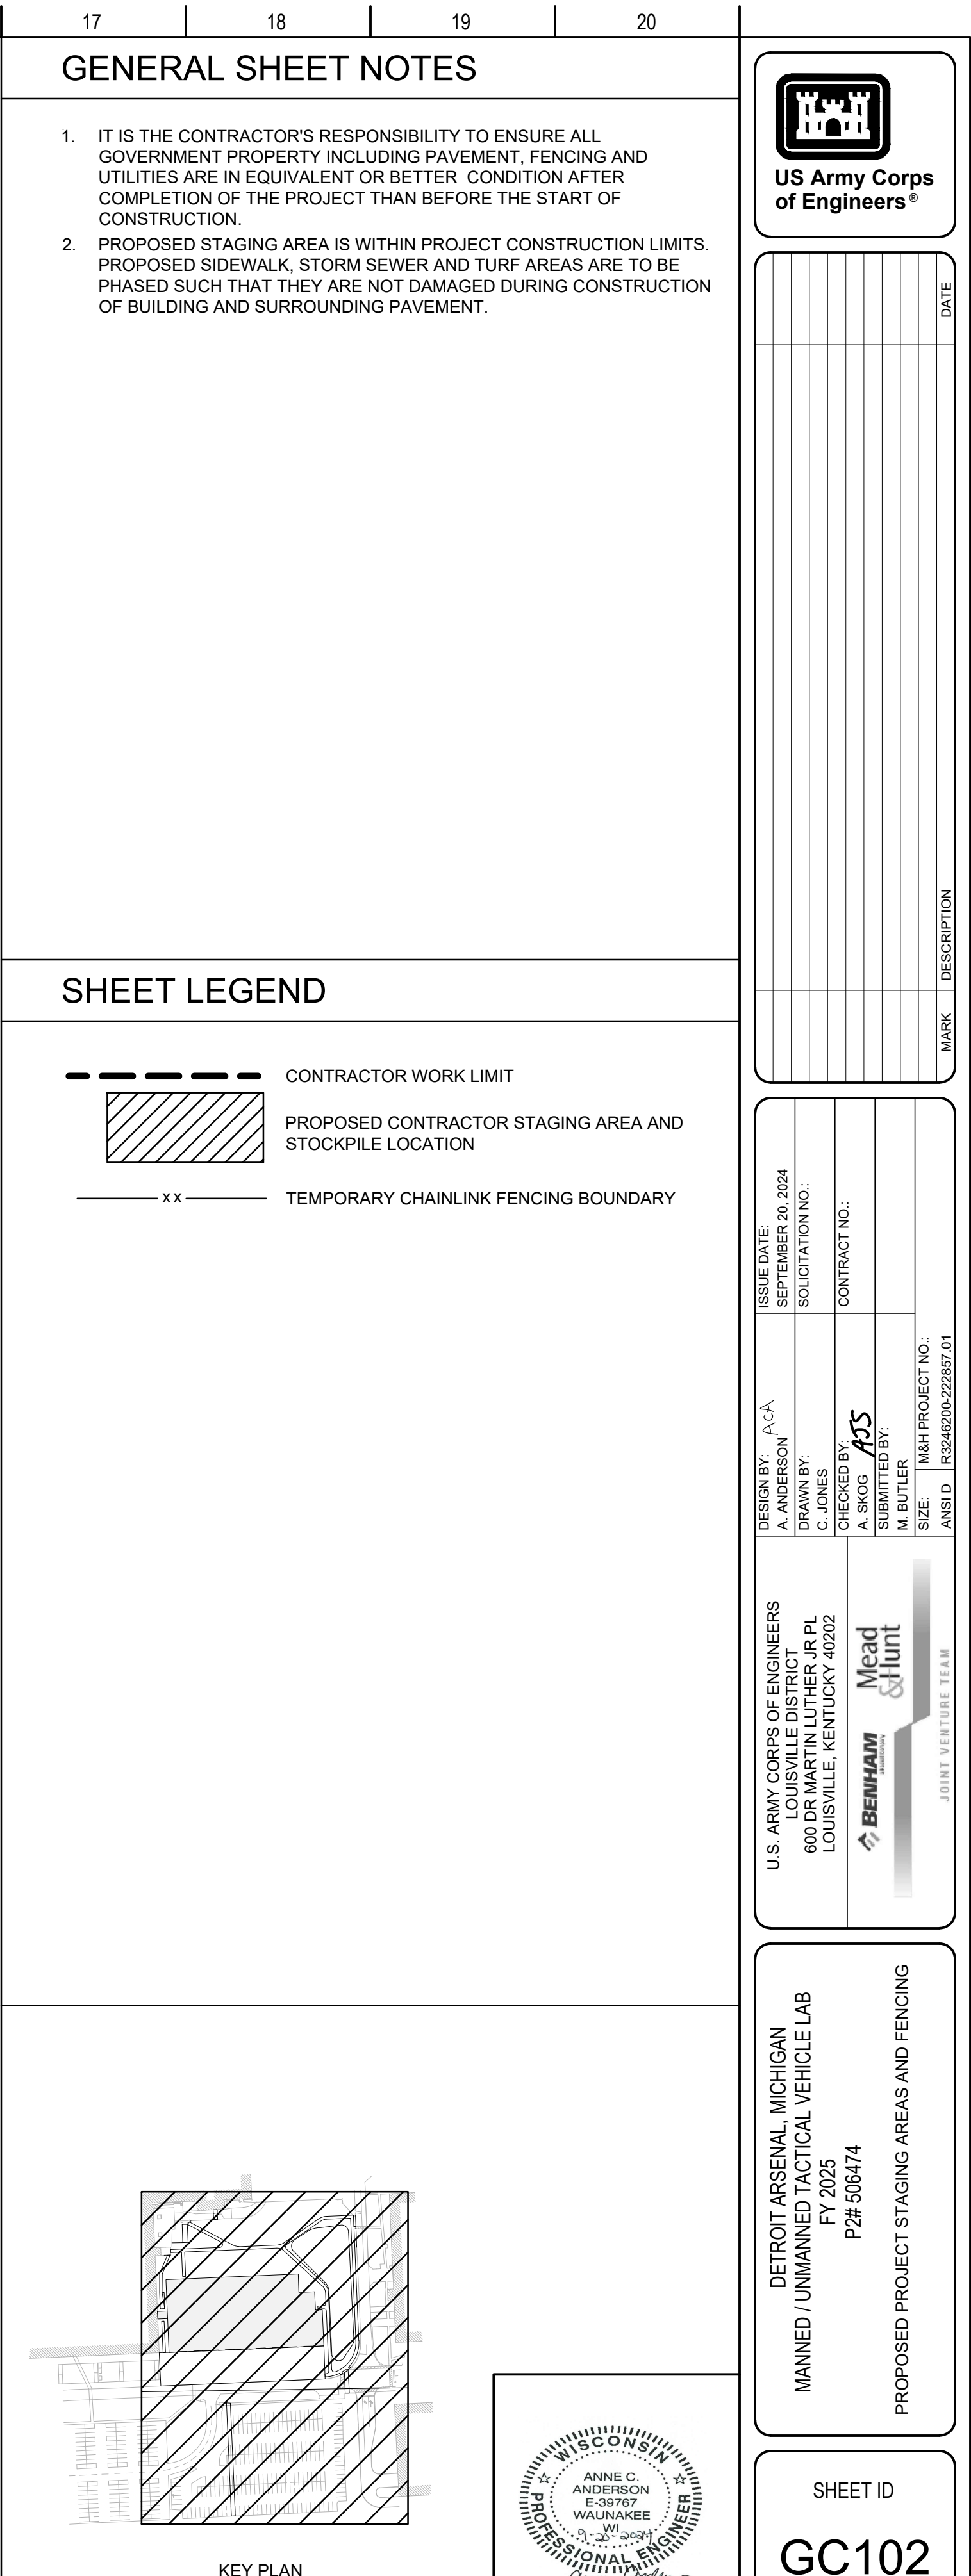 17 18 19 20
GENERAL SHEET NOTES
1. IT IS THE CONTRACTOR'S RESPONSIBILITY TO ENSURE ALL
GOVERNMENT PROPERTY INCLUDING PAVEMENT, FENCING AND
UTILITIES ARE IN EQUIVALENT OR BETTER CONDITION AFTER
COMPLETION OF THE PROJECT THAN BEFORE THE START OF
CONSTRUCTION.
2. PROPOSED STAGING AREA IS WITHIN PROJECT CONSTRUCTION LIMITS.
PROPOSED SIDEWALK, STORM SEWER AND TURF AREAS ARE TO BE
PHASED SUCH THAT THEY ARE NOT DAMAGED DURING CONSTRUCTION
OF BUILDING AND SURROUNDING PAVEMENT.
SHEET LEGEND
CONTRACTOR WORK LIMIT
PROPOSED CONTRACTOR STAGING AREA AND
STOCKPILE LOCATION
x x TEMPORARY CHAINLINK FENCING BOUNDARY
KEY PLAN
WISCONSIN
ANNE C.
ANDERSON
E-39767
WAUNAKEE
WI
9-20-2024
PROFESSIONAL ENGINEER
US Army Corps
of Engineers ®
MARK DESCRIPTION DATE
DESIGN BY: ACA
A. ANDERSON
ISSUE DATE:
SEPTEMBER 20, 2024
DRAWN BY:
C. JONES
SOLICITATION NO.:
CHECKED BY:
A. SKOG AJS
CONTRACT NO.:
SUBMITTED BY:
M. BUTLER
SIZE:
ANSI D
M&H PROJECT NO.:
R3246200-222857.01
U.S. ARMY CORPS OF ENGINEERS
LOUISVILLE DISTRICT
600 DR MARTIN LUTHER JR PL
LOUISVILLE, KENTUCKY 40202
BENHAM
Mead
&Hunt
JOINT VENTURE TEAM
DETROIT ARSENAL, MICHIGAN
MANNED / UNMANNED TACTICAL VEHICLE LAB
FY 2025
P2# 506474
PROPOSED PROJECT STAGING AREAS AND FENCING
SHEET ID
GC102